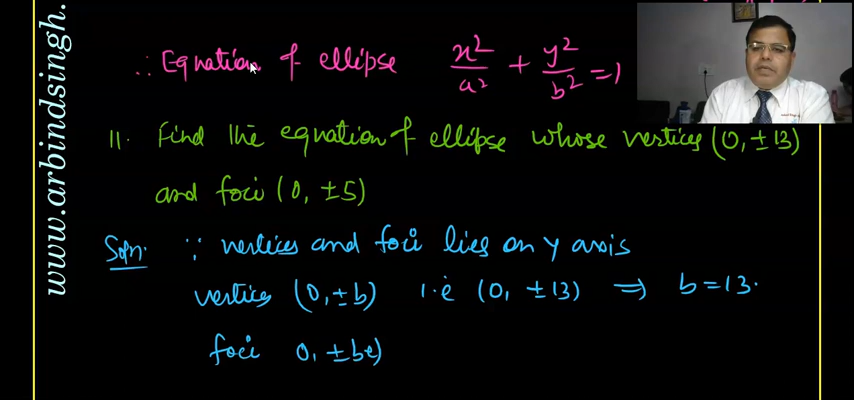 www.arbindsingh.
∴ Equation of ellipse x²/a² + y²/b² = 1
11. Find the equation of ellipse whose vertices (0, ±13)
and foci (0, ±5)
Soln. ∵ vertices and foci lies on y axis
vertices (0, ±b) i.e (0, ±13) ⇒ b = 13.
foci 0, ±be)